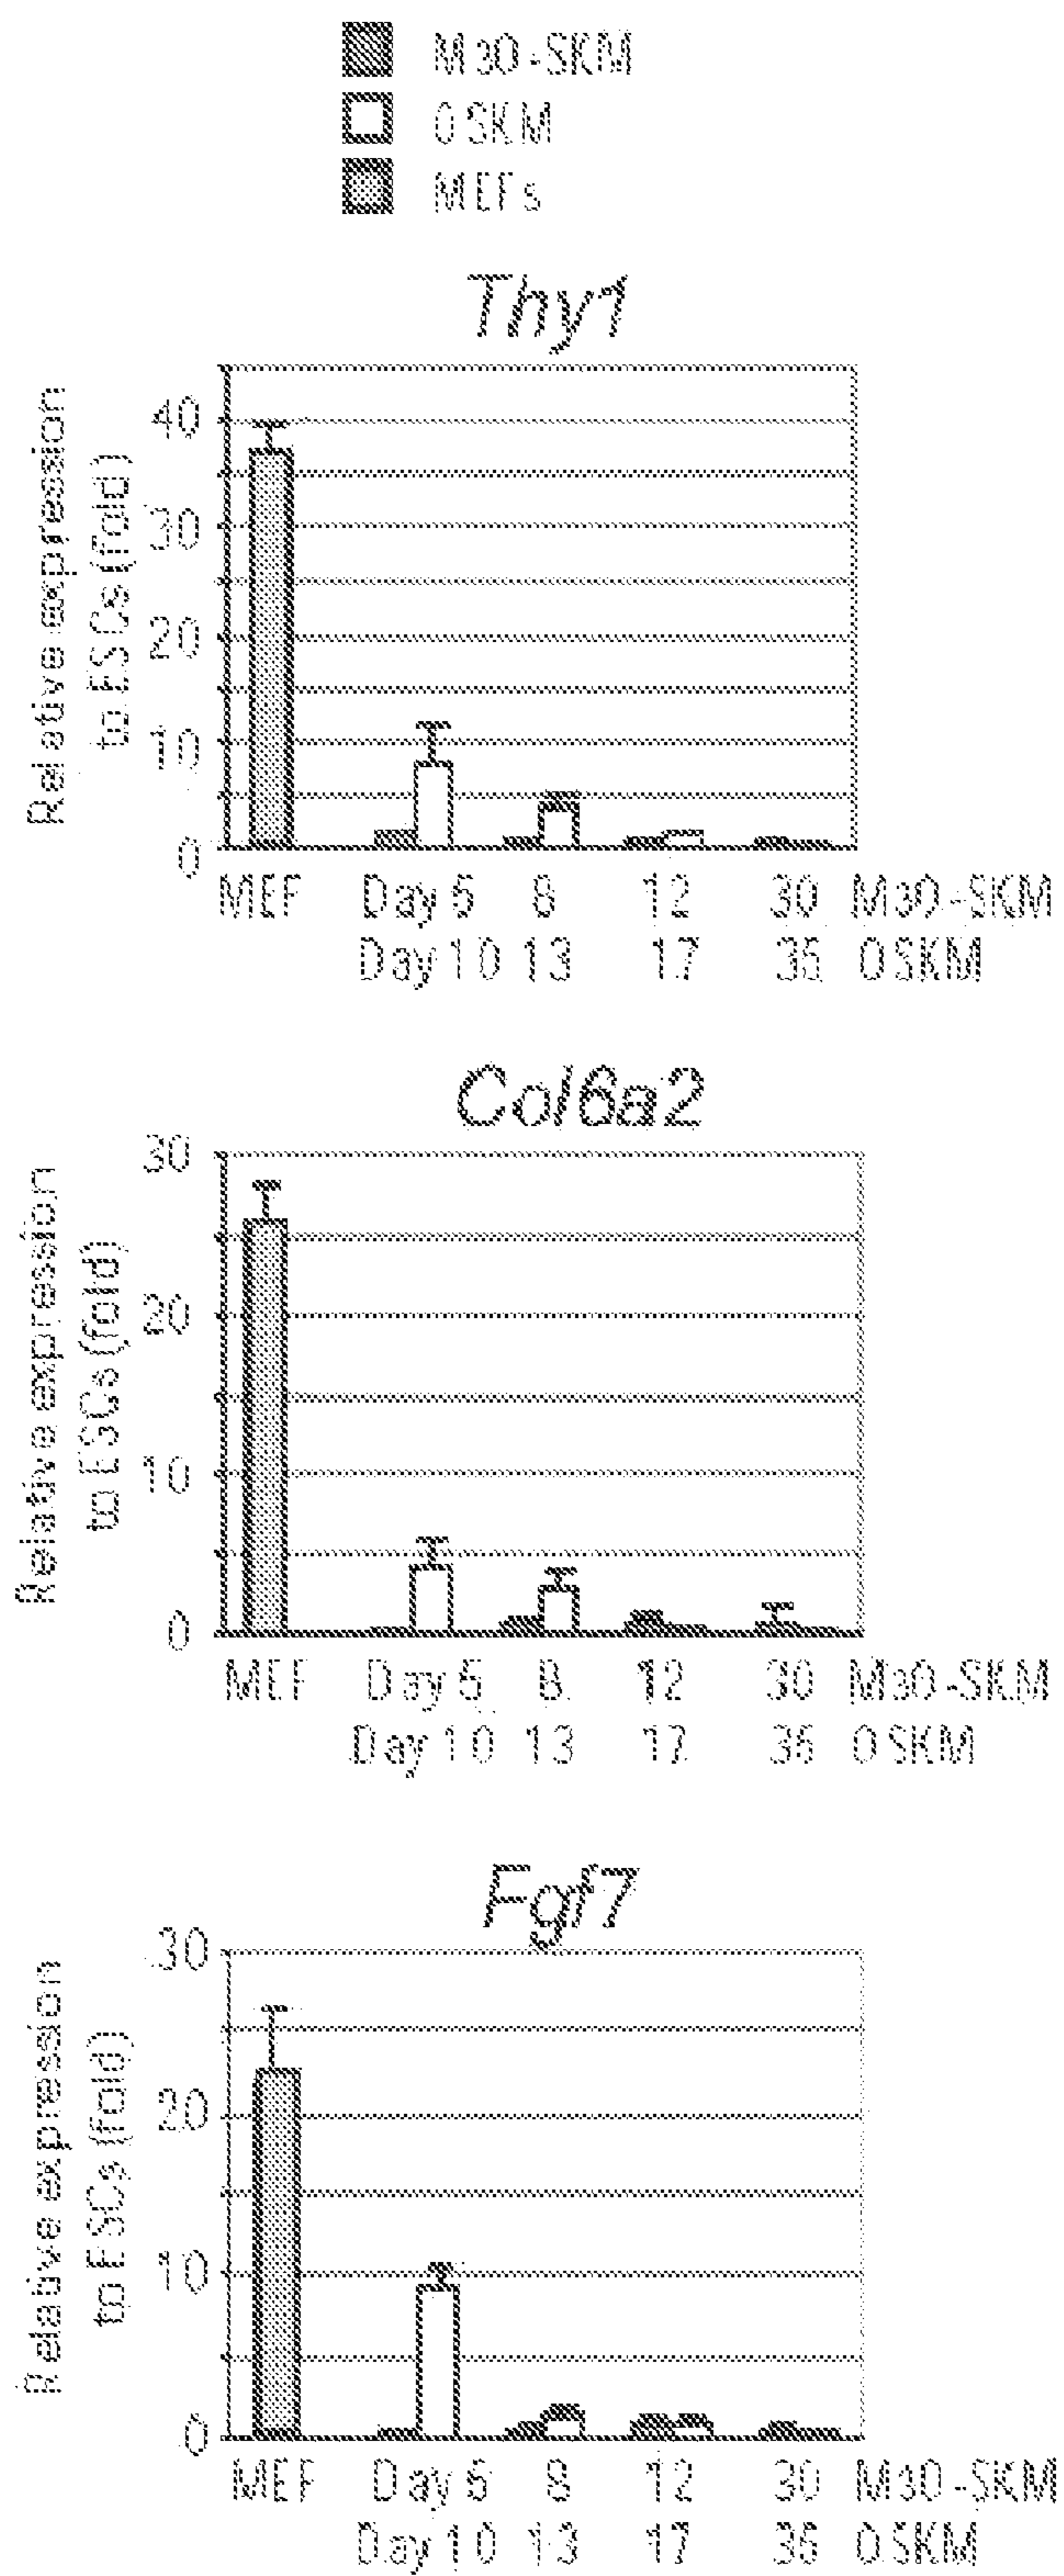 M3O-SKM
OSKM
MEFs
Thy1
Relative expression
to ESCs (fold)
40
30
20
10
0
MEF Day 5 8 12 30 M3O-SKM
Day 10 13 17 35 OSKM
Col6a2
Relative expression
to ESCs (fold)
30
20
10
0
MEF Day 5 8 12 30 M3O-SKM
Day 10 13 17 35 OSKM
Fgf7
Relative expression
to ESCs (fold)
30
20
10
0
MEF Day 5 8 12 30 M3O-SKM
Day 10 13 17 35 OSKM